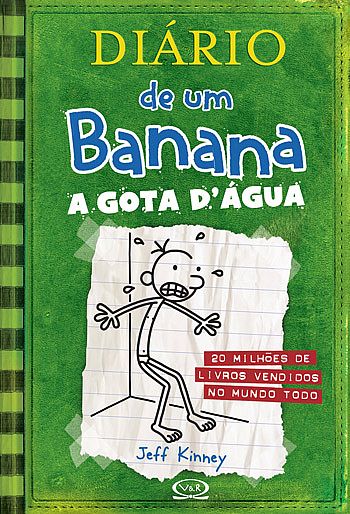 DIÁRIO
de um
Banana
A GOTA D'ÁGUA
20 MILHÕES DE
LIVROS VENDIDOS
NO MUNDO TODO
Jeff Kinney
V&R